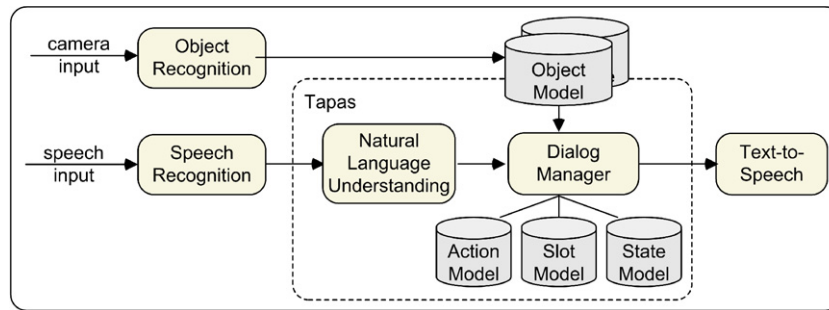 camera
input
Object
Recognition
Object
Model
Tapas
speech
input
Speech
Recognition
Natural
Language
Understanding
Dialog
Manager
Text-to-
Speech
Action
Model
Slot
Model
State
Model